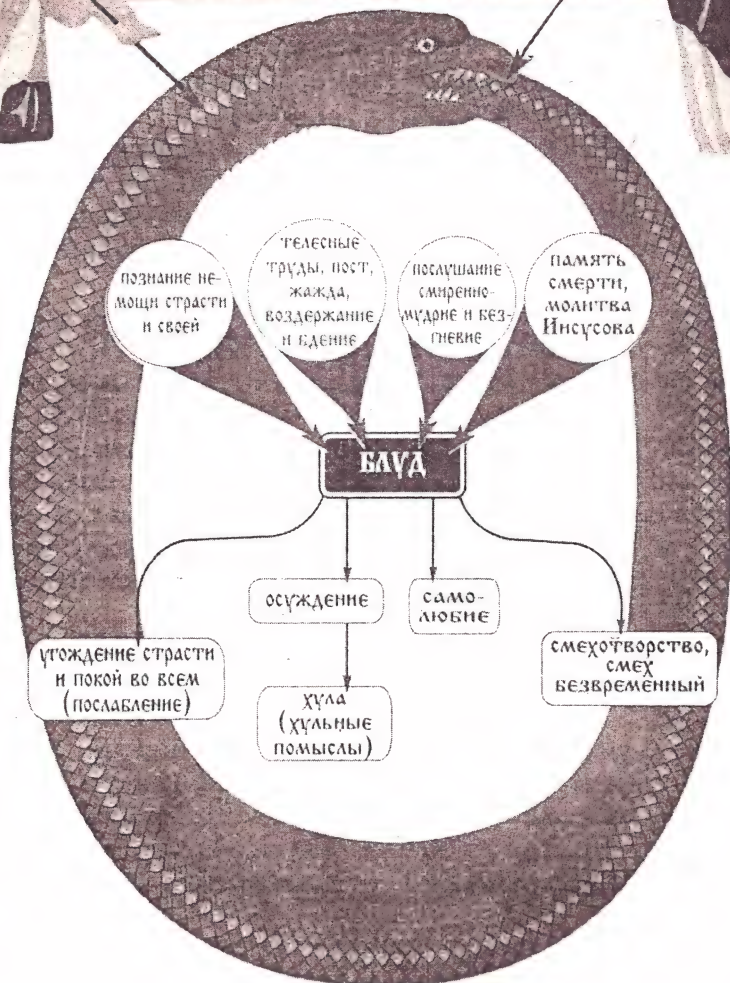 познание не-
мощи страсти
и своей
телесные
труды, пост,
жажда,
воздержание
и бдение
послушание
смиренно-
мудрие и без-
гневие
память
смерти,
молитва
Иисусова
БЛУД
осуждение
само-
любие
угождение страсти
и покой во всем
(послабление)
смехотворство,
смех
безвременный
хула
(хульные
помыслы)